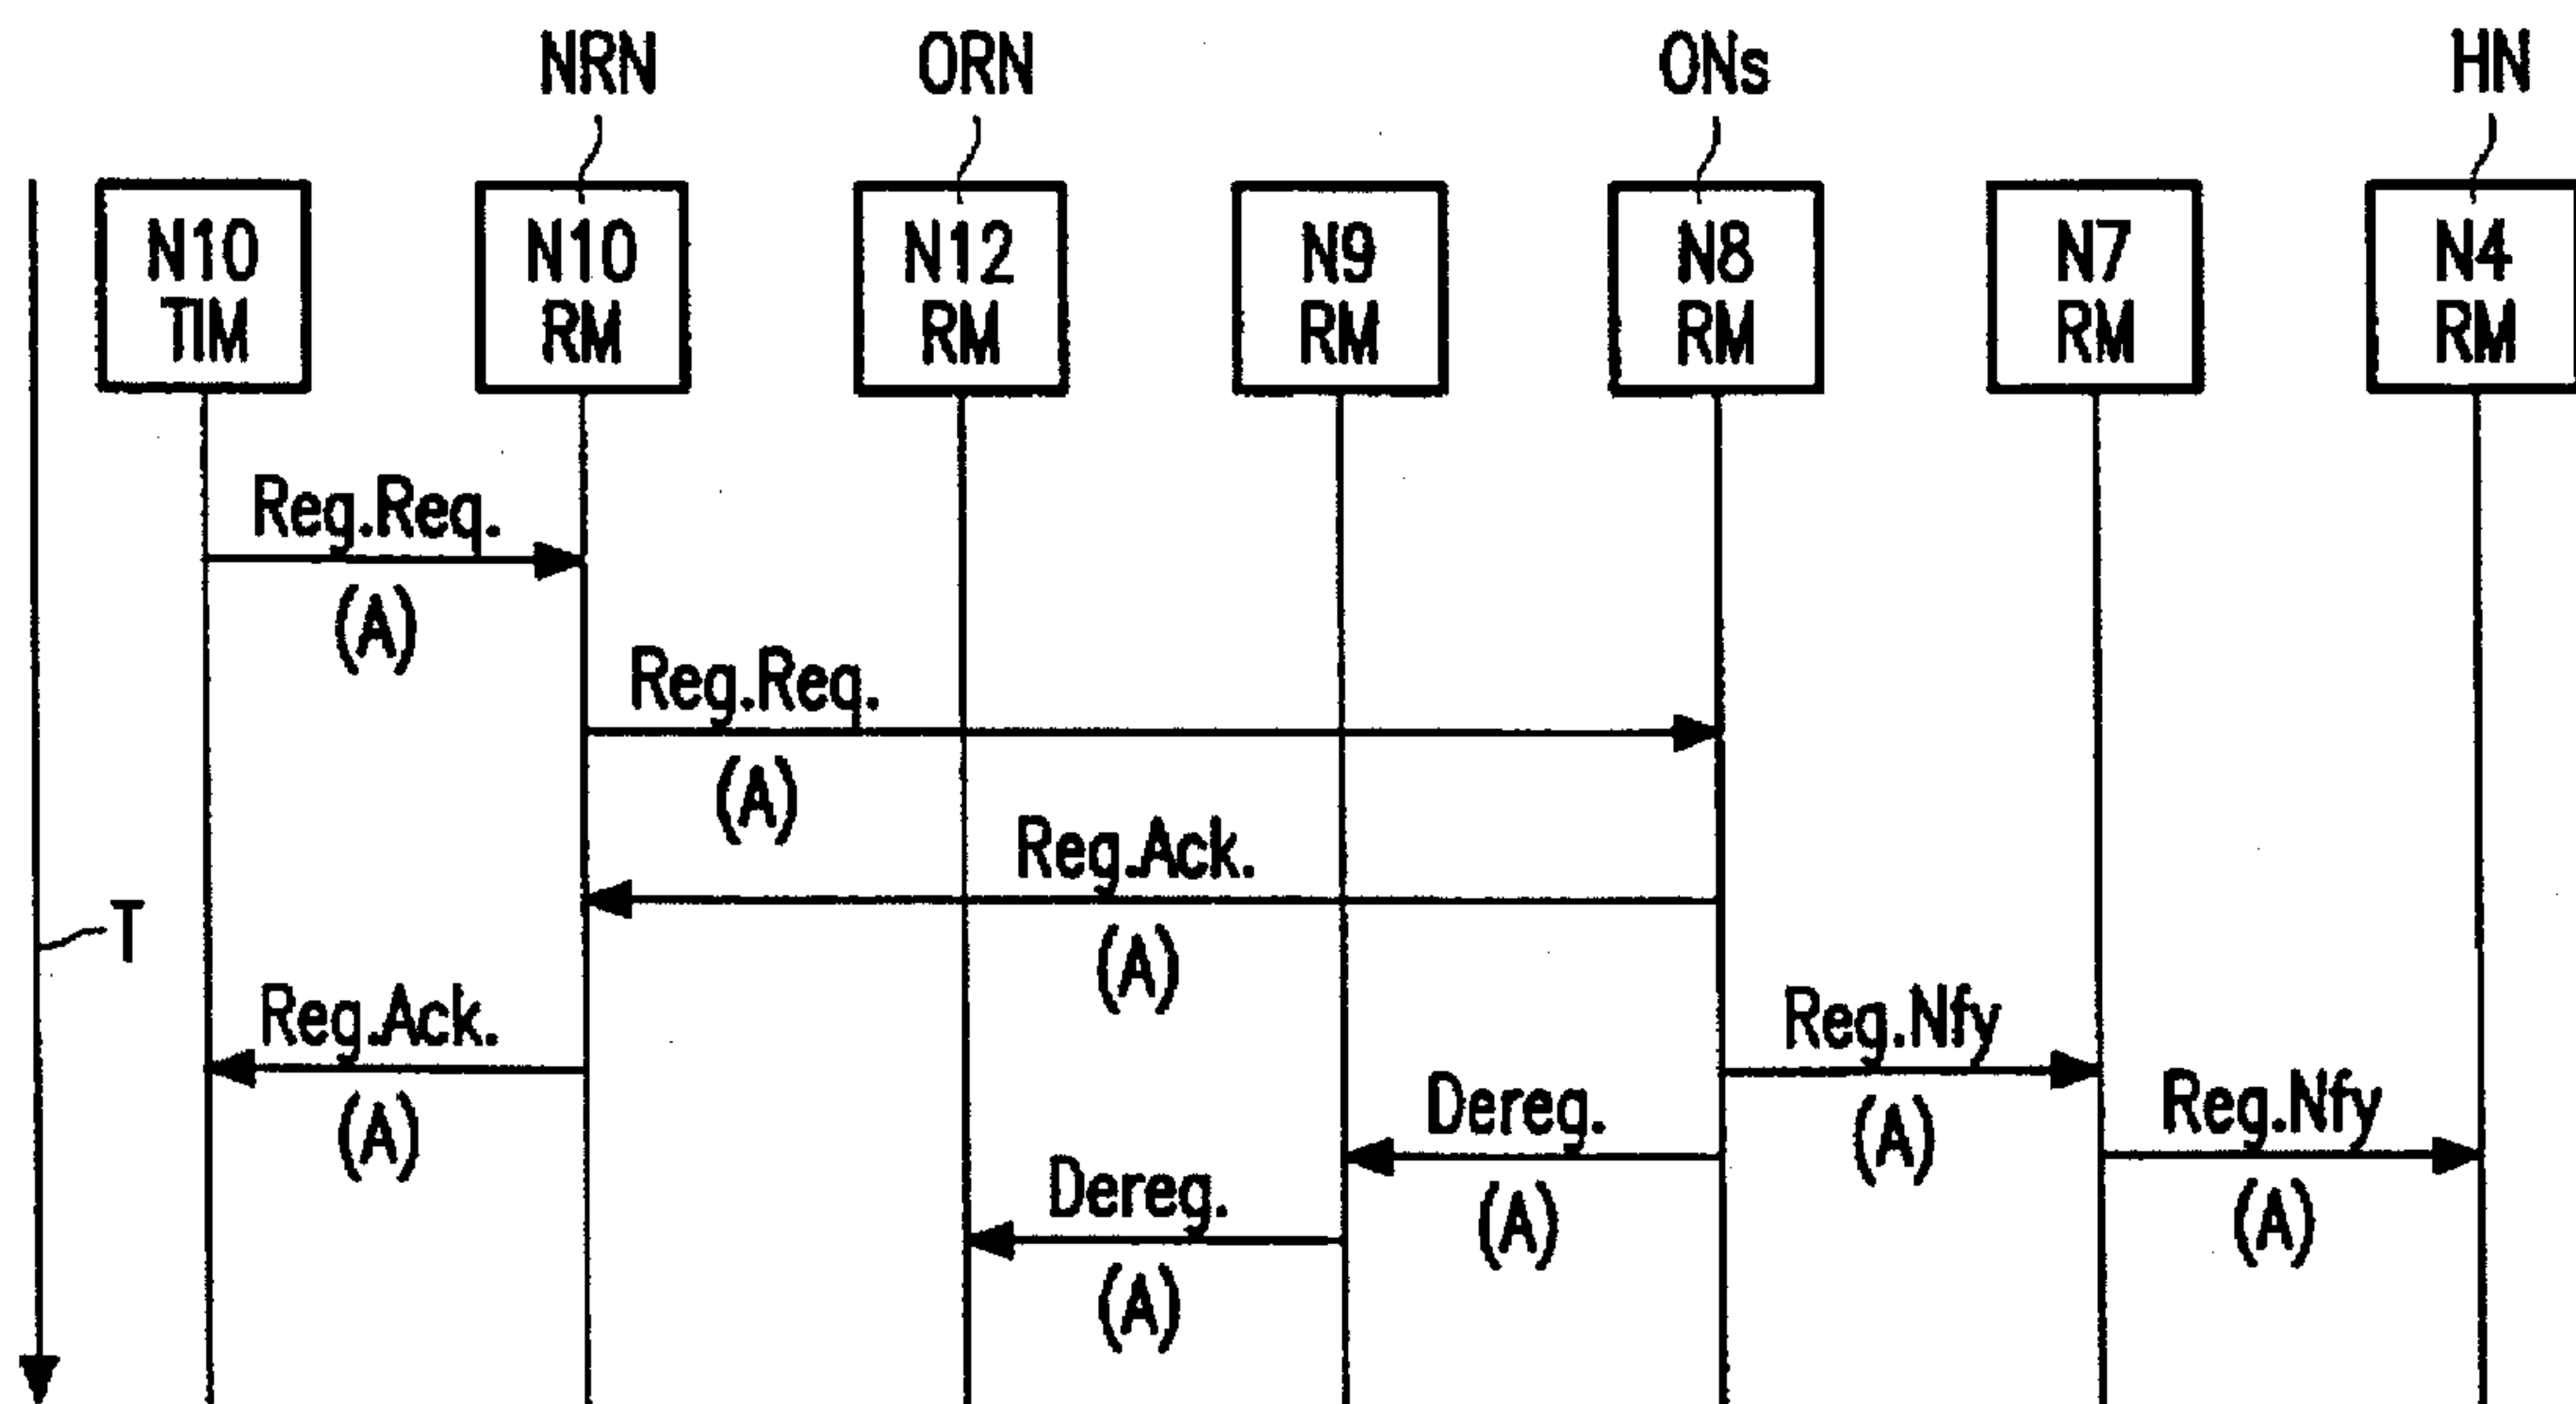 NRN
ORN
ONs
HN
N10
TIM
N10
RM
N12
RM
N9
RM
N8
RM
N7
RM
N4
RM
Reg.Req.
(A)
Reg.Req.
(A)
Reg.Ack.
(A)
T
Reg.Ack.
(A)
Reg.Nfy
(A)
Dereg.
(A)
Reg.Nfy
(A)
Dereg.
(A)